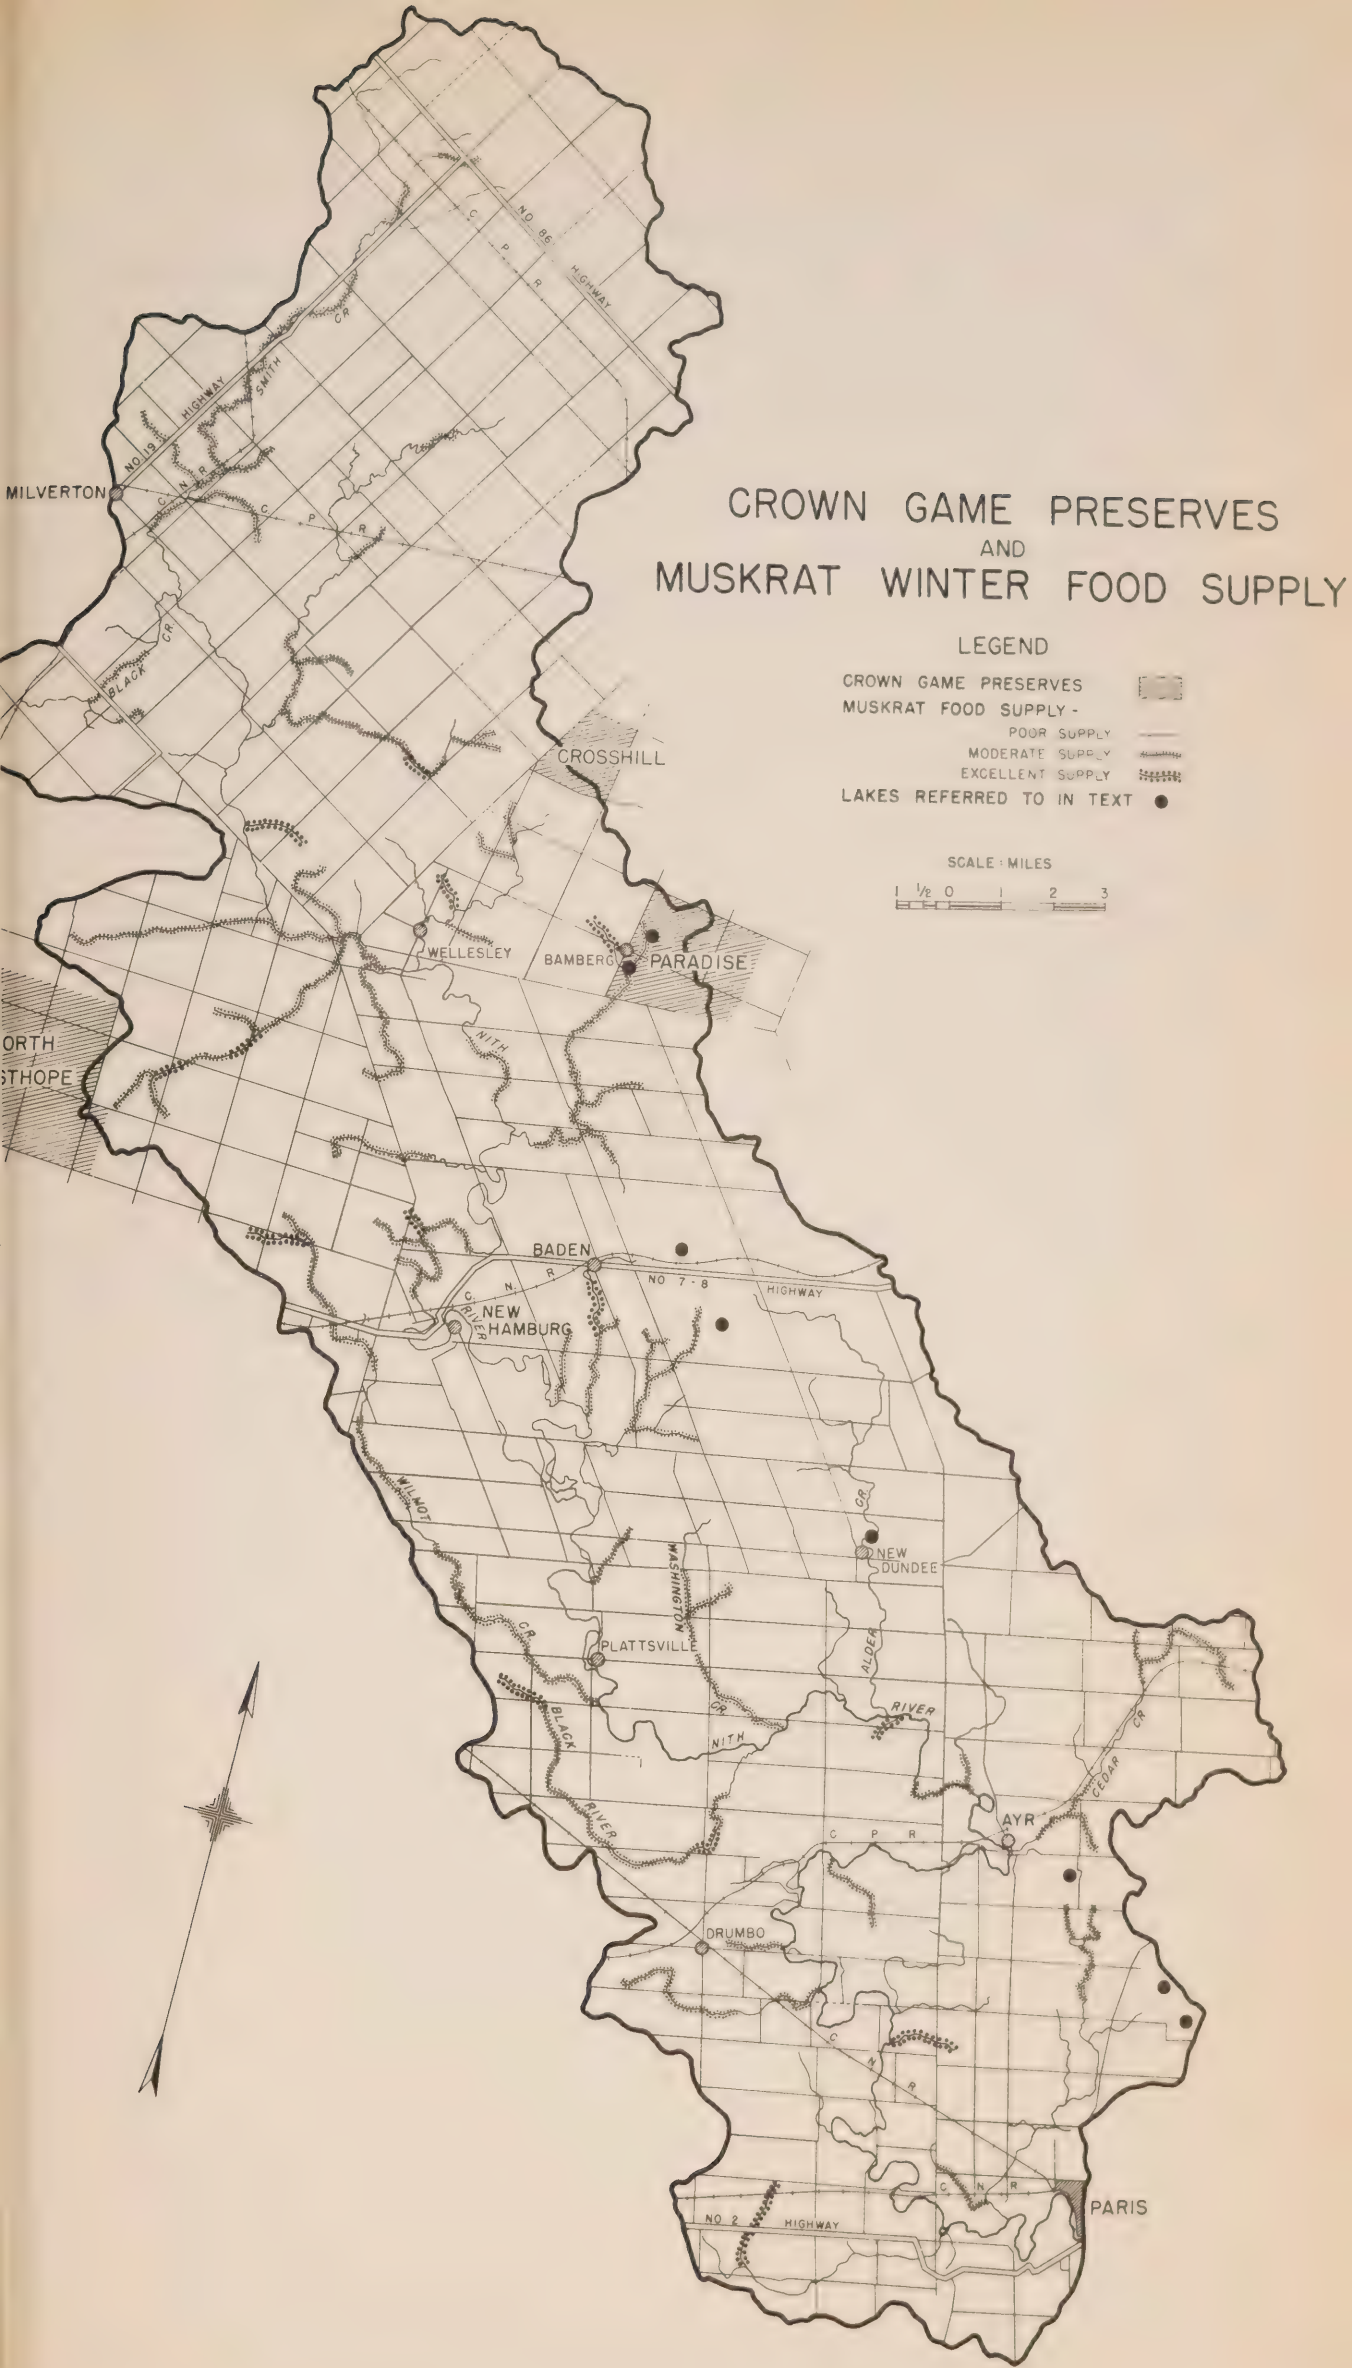 CROWN GAME PRESERVES
AND
MUSKRAT WINTER FOOD SUPPLY
LEGEND
CROWN GAME PRESERVES
MUSKRAT FOOD SUPPLY -
POOR SUPPLY
MODERATE SUPPLY
EXCELLENT SUPPLY
LAKES REFERRED TO IN TEXT
SCALE : MILES
1 ½ 0 1 2 3
NO. 86
HIGHWAY
C P R
CR.
SMITH
HIGHWAY
NO. 19
C N R
MILVERTON
C P R
CR.
BLACK
CROSSHILL
WELLESLEY
BAMBERG
PARADISE
NITH
ORTH
STHOPE
BADEN
NO 7-8
HIGHWAY
C. N. R
RIVER
NEW
HAMBURG
WILMOT
CR.
CR.
NEW
DUNDEE
WASHINGTON
PLATTSVILLE
ALDER
CR.
NITH
RIVER
BLACK
RIVER
CR
CEDAR
AYR
C P R
DRUMBO
C N R
C N R
PARIS
NO 2 HIGHWAY